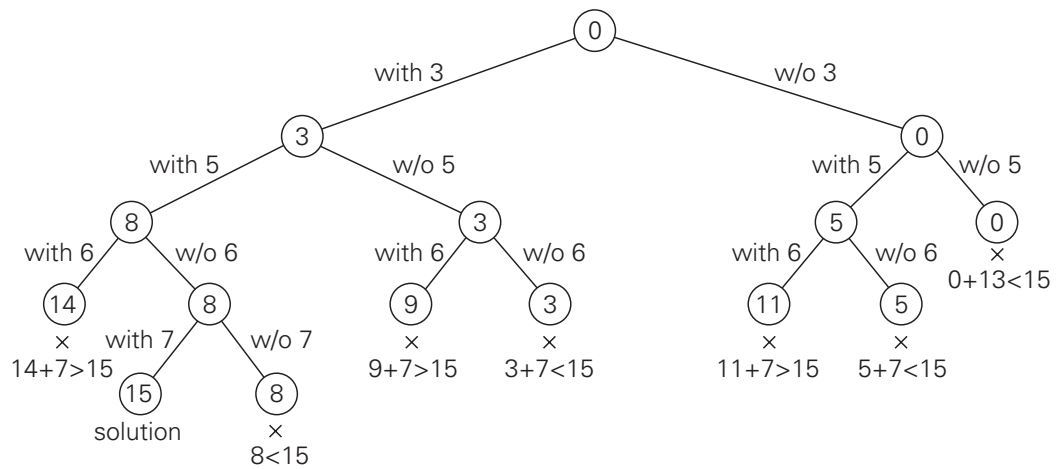 0
with 3
w/o 3
3
0
with 5
w/o 5
with 5
w/o 5
8
3
5
0
with 6
w/o 6
with 6
w/o 6
with 6
w/o 6
×
0+13<15
14
8
9
3
11
5
×
with 7
w/o 7
×
×
×
×
14+7>15
9+7>15
3+7<15
11+7>15
5+7<15
15
8
solution
×
8<15